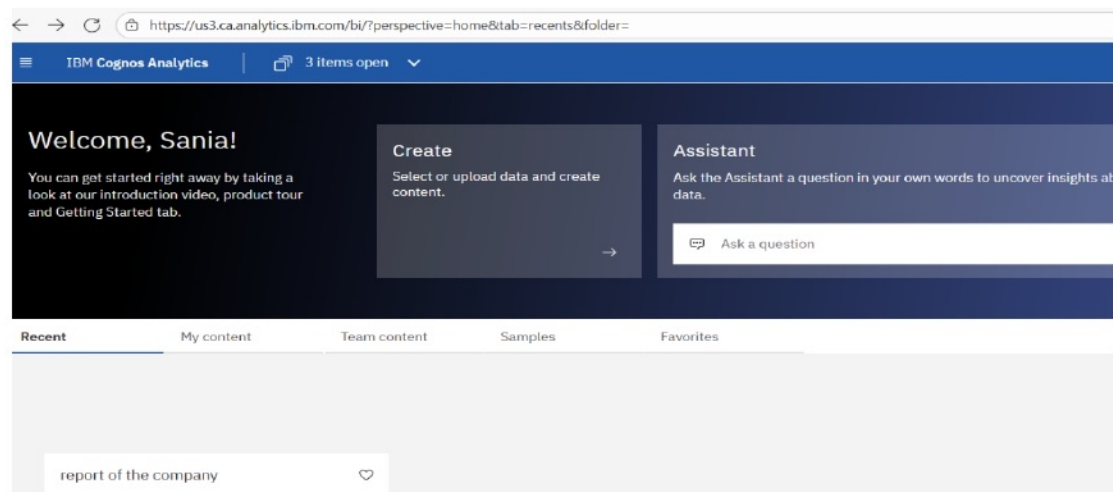 https://us3.ca.analytics.ibm.com/bi/?perspective=home&tab=recents&folder=
IBM Cognos Analytics
3 items open
Welcome, Sania!
You can get started right away by taking a
look at our introduction video, product tour
and Getting Started tab.
Create
Select or upload data and create
content.
Assistant
Ask the Assistant a question in your own words to uncover insights
data.
Ask a question
Recent My content Team content Samples Favorites
report of the company